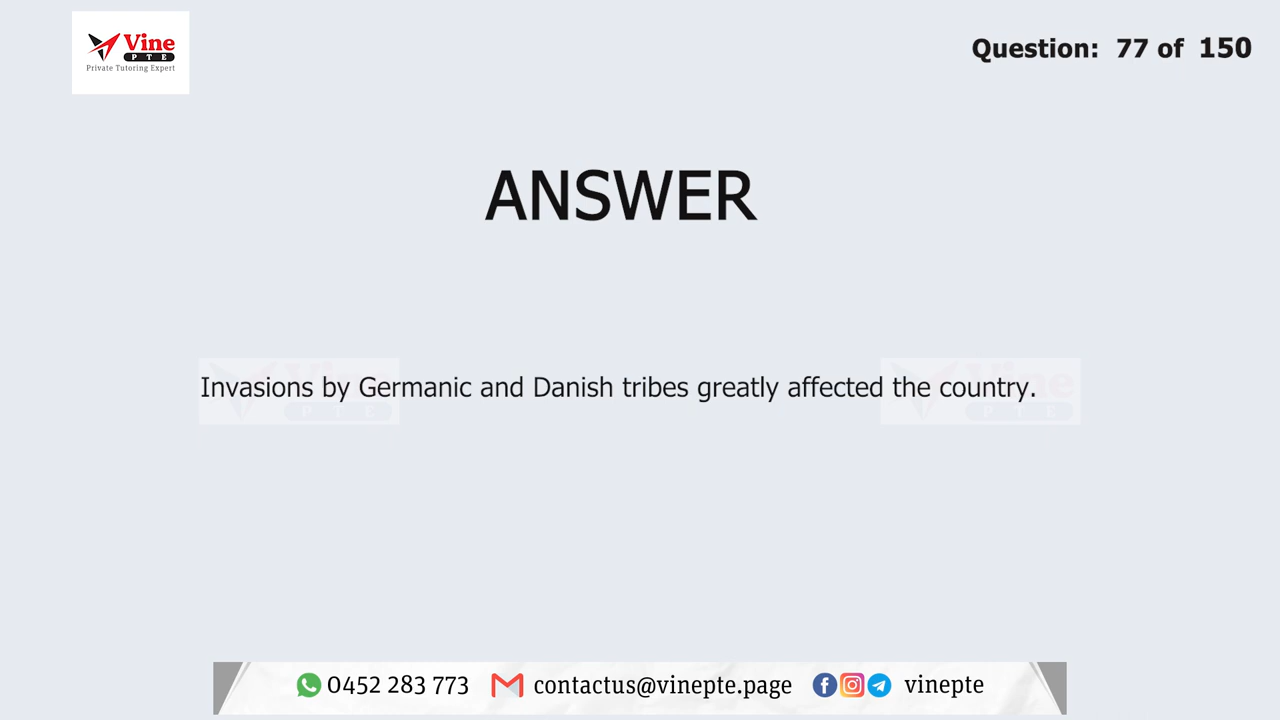 Vine
PTE
Private Tutoring Expert
Question: 77 of 150
ANSWER
Invasions by Germanic and Danish tribes greatly affected the country.
0452 283 773 contactus@vinepte.page vinepte